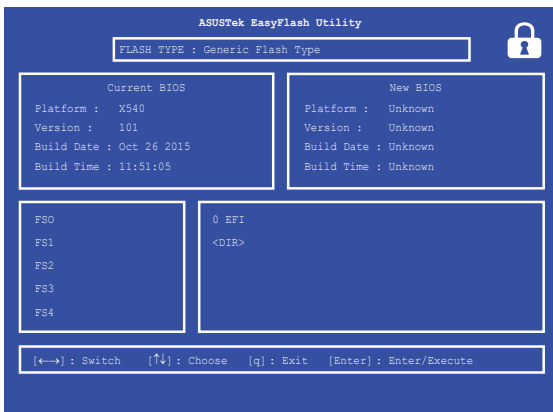 ASUSTek EasyFlash Utility
FLASH TYPE : Generic Flash Type
Current BIOS
Platform : X540
Version : 101
Build Date : Oct 26 2015
Build Time : 11:51:05
New BIOS
Platform : Unknown
Version : Unknown
Build Date : Unknown
Build Time : Unknown
FS0
FS1
FS2
FS3
FS4
0 EFI
<DIR>
[←→] : Switch [↑↓] : Choose [q] : Exit [Enter] : Enter/Execute